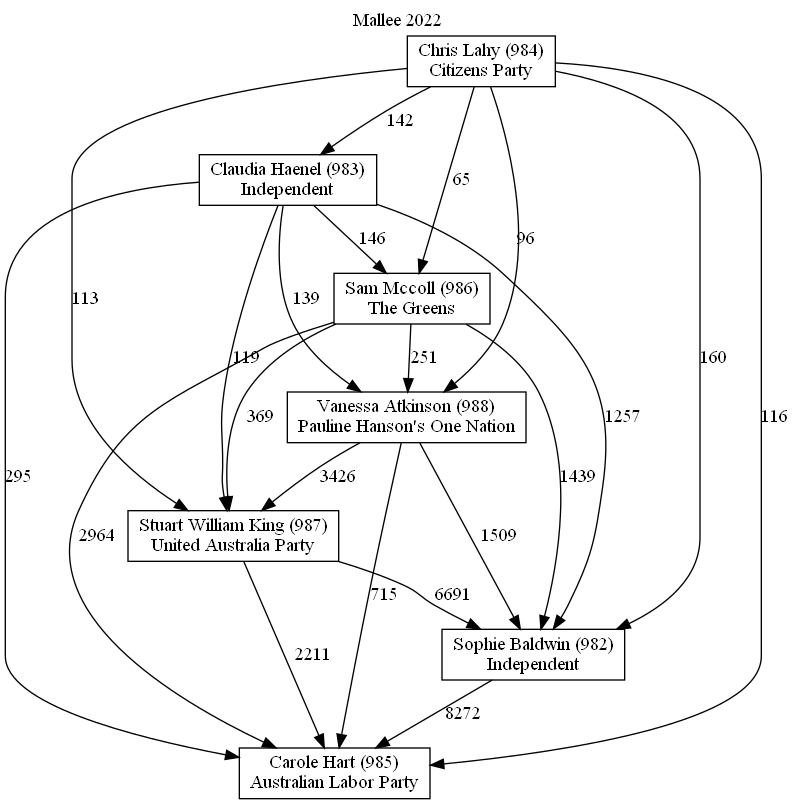 Mallee 2022
Chris Lahy (984)
Citizens Party
142
Claudia Haenel (983)
Independent
65
146
96
Sam Mccoll (986)
The Greens
113
139
119
251
160
Vanessa Atkinson (988)
Pauline Hanson's One Nation
369
1257
116
295
3426
1439
Stuart William King (987)
United Australia Party
2964
1509
715
6691
Sophie Baldwin (982)
Independent
2211
8272
Carole Hart (985)
Australian Labor Party